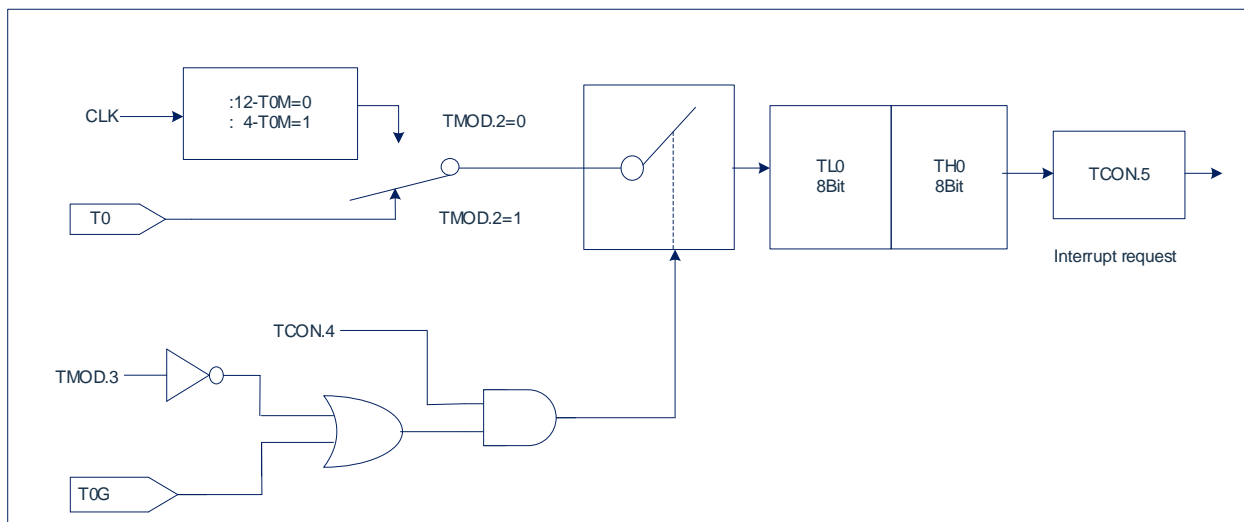 :12-T0M=0
: 4-T0M=1
CLK
TMOD.2=0
T0
TMOD.2=1
TL0
8Bit
TH0
8Bit
TCON.5
Interrupt request
TCON.4
TMOD.3
T0G